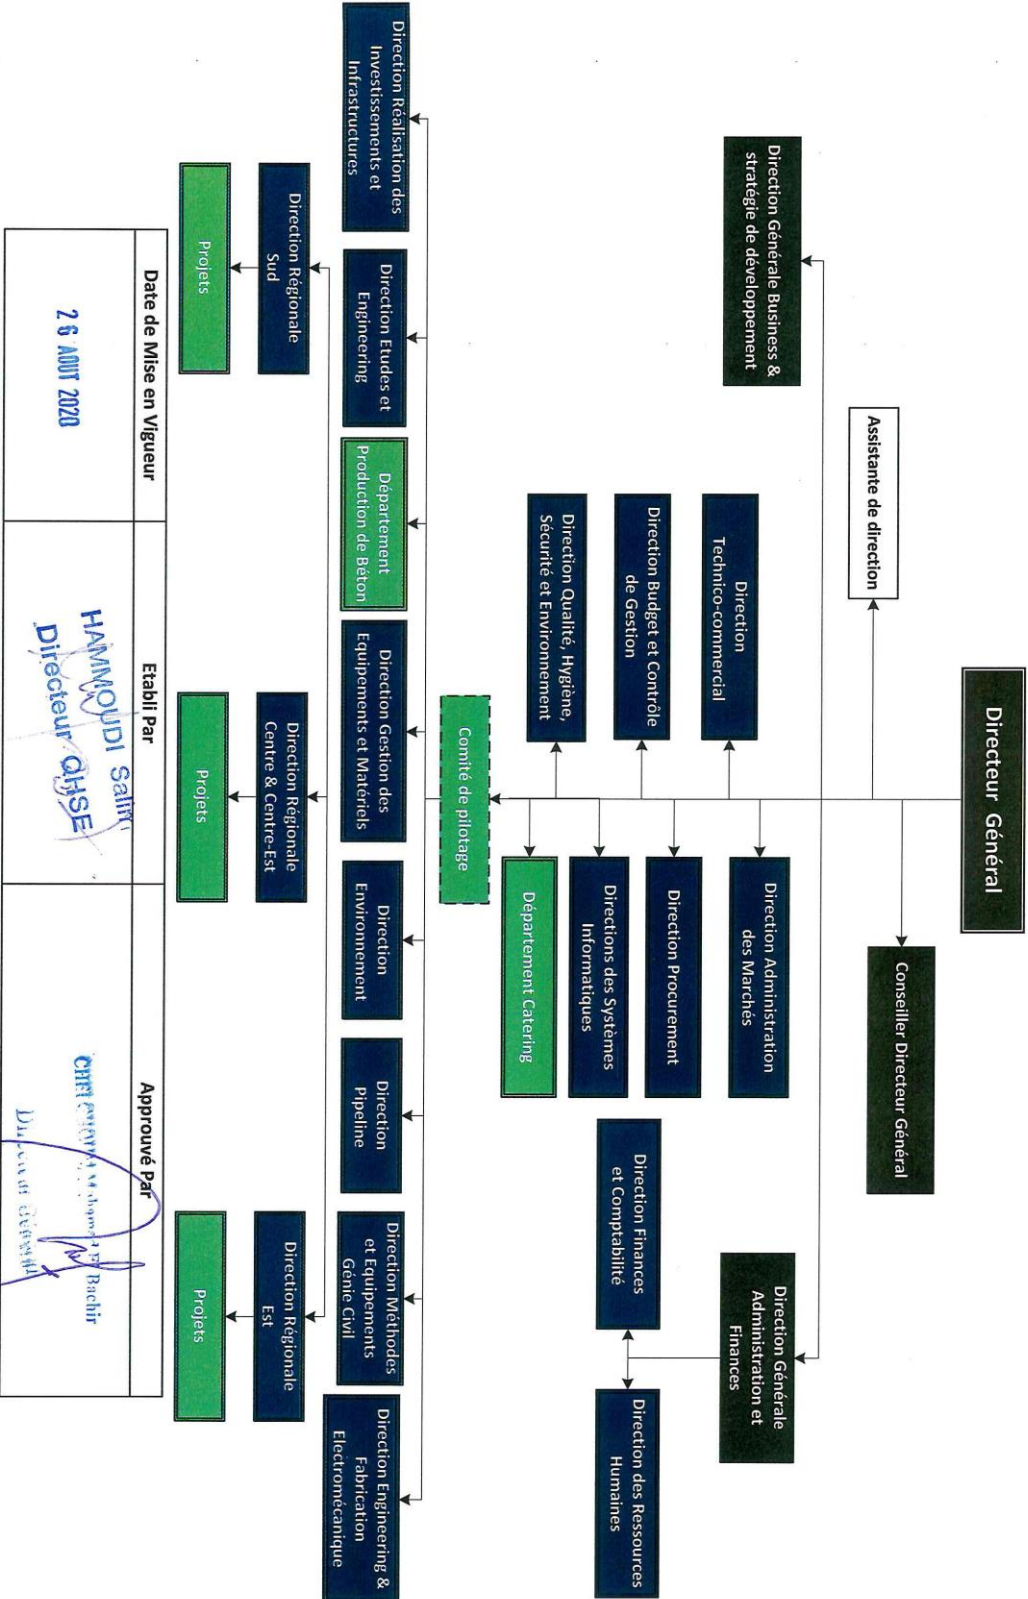 Directeur Général
Assistante de direction
Conseiller Directeur Général
Direction Générale Business &
stratégie de développement
Direction Générale
Administration et
Finances
Direction
Technico-commercial
Direction Administration
des Marchés
Direction Budget et Contrôle
de Gestion
Direction Procurement
Direction Qualité, Hygiène,
Sécurité et Environnement
Directions des Systèmes
Informatiques
Département Catering
Direction Finances
et Comptabilité
Direction des Ressources
Humaines
Comité de pilotage
Direction Réalisation des
Investissements et
Infrastructures
Direction Etudes et
Engineering
Département
Production de Béton
Direction Gestion des
Equipements et Matériels
Direction
Environnement
Direction
Pipeline
Direction Méthodes
et Equipements
Génie Civil
Direction Engineering &
Fabrication
Electromécanique
Direction Régionale
Sud
Direction Régionale
Centre & Centre-Est
Direction Régionale
Est
Projets
Projets
Projets
Date de Mise en Vigueur
Etabli Par
Approuvé Par
26 AOUT 2020
HAMMOUDI Salim
Directeur QHSE
Bachir